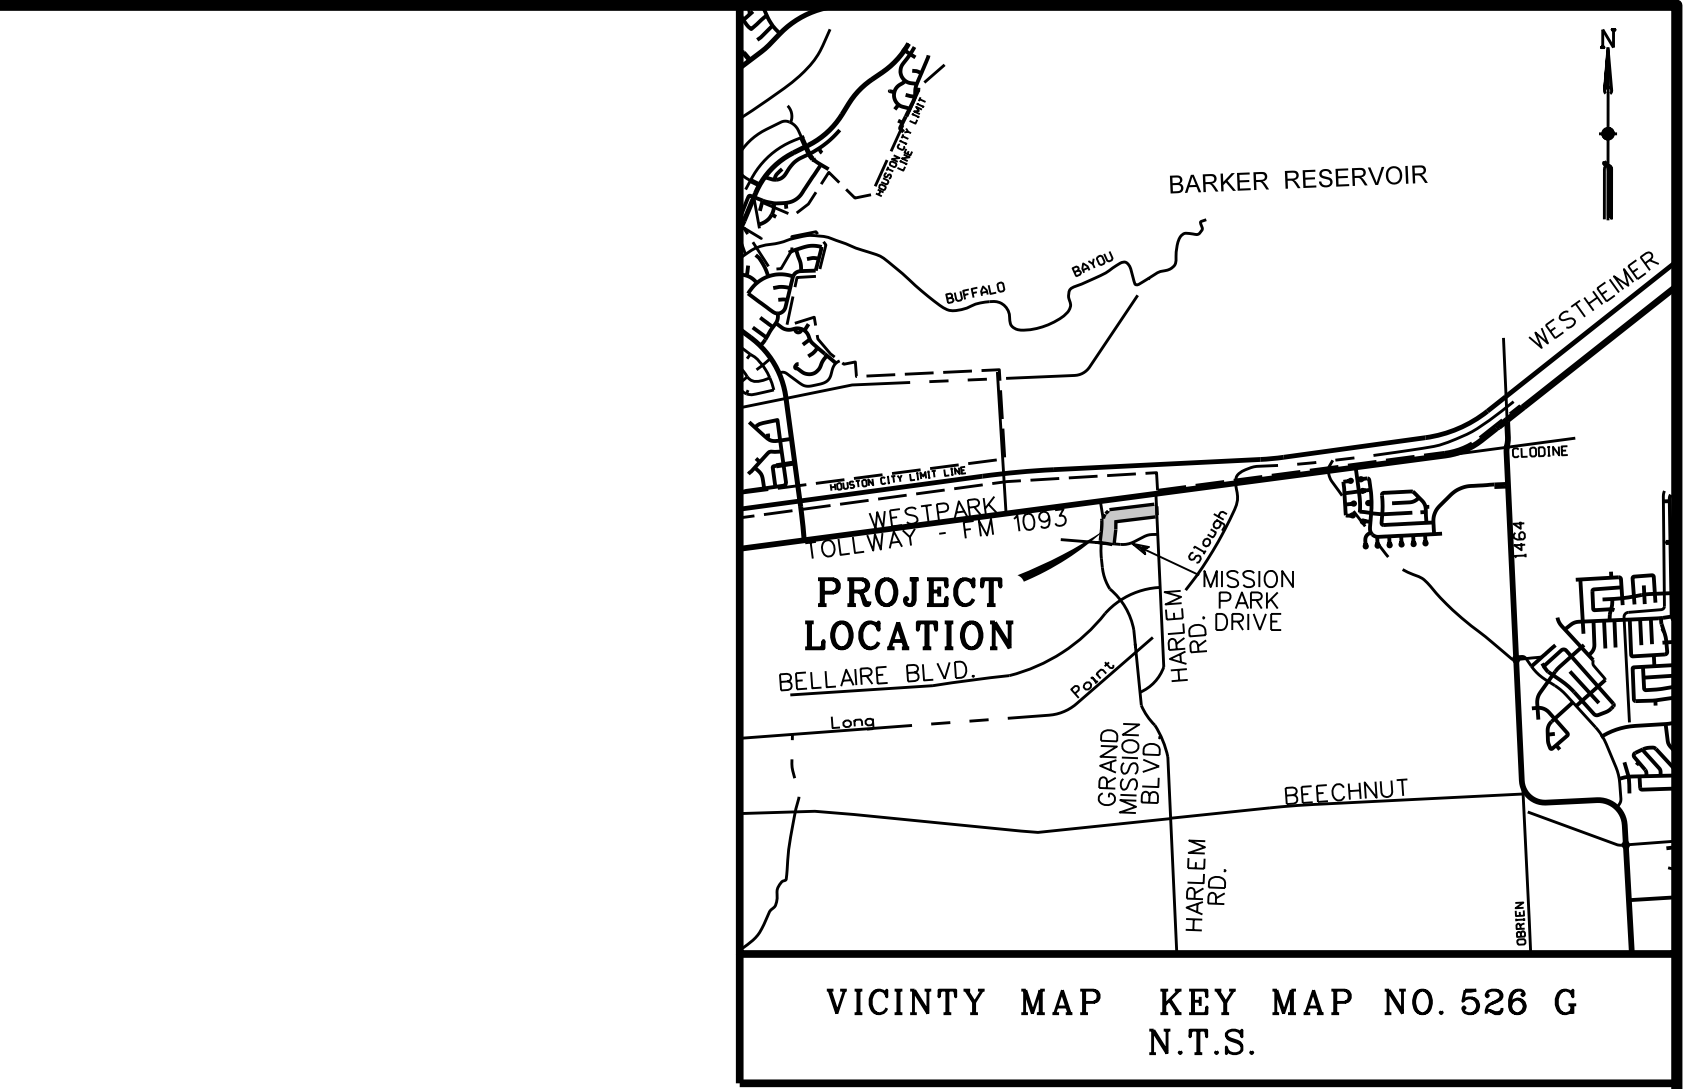 N
HOUSTON CITY LIMIT
LINE
BARKER RESERVOIR
BUFFALO
BAYOU
WESTHEIMER
CLODINE
HOUSTON CITY LIMIT LINE
WESTPARK
TOLLWAY - FM 1093
Slough
1464
PROJECT
LOCATION
MISSION
PARK
DRIVE
HARLEM
RD.
BELLAIRE BLVD.
Point
Long
GRAND
MISSION
BLVD.
BEECHNUT
HARLEM
RD.
OBRIEN
VICINTY MAP KEY MAP NO. 526 G
N.T.S.